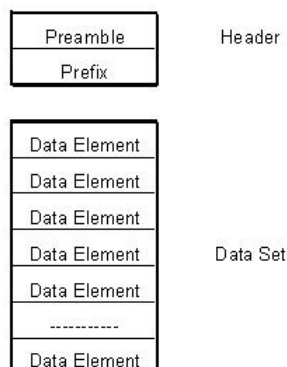 Preamble Header
Prefix
Data Element
Data Element
Data Element
Data Element Data Set
Data Element
-----------
Data Element